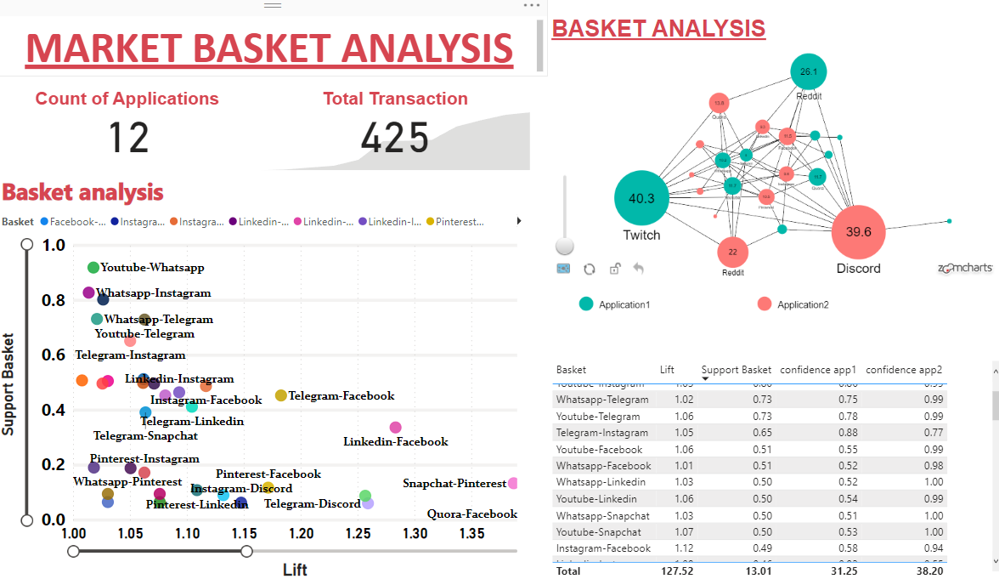 MARKET BASKET ANALYSIS
Count of Applications
12
Total Transaction
425
Basket analysis
Basket Facebook-... Instagra... Instagra... Linkedin-... Linkedin-... Linkedin-I... Pinterest...
1.0
0.8
0.6
0.4
0.2
0.0
Support Basket
Youtube-Whatsapp
Whatsapp-Instagram
Whatsapp-Telegram
Youtube-Telegram
Telegram-Instagram
Linkedin-Instagram
Instagram-Facebook
Telegram-Facebook
Telegram-Linkedin
Telegram-Snapchat
Linkedin-Facebook
Pinterest-Instagram
Pinterest-Facebook
Whatsapp-Pinterest
Instagram-Discord
Snapchat-Pinterest
Pinterest-Linkedin
Telegram-Discord
Quora-Facebook
1.00 1.05 1.10 1.15 1.20 1.25 1.30 1.35
Lift
BASKET ANALYSIS
26.1
Reddit
13.8
Quora
11.5
Facebook
11.7
Quora
11.7
40.3
Twitch
39.6
Discord
22
Reddit
zoomcharts
Application1
Application2
Basket Lift Support Basket confidence app1 confidence app2
Whatsapp-Telegram 1.02 0.73 0.75 0.99
Youtube-Telegram 1.06 0.73 0.78 0.99
Telegram-Instagram 1.05 0.65 0.88 0.77
Youtube-Facebook 1.06 0.51 0.55 0.99
Whatsapp-Facebook 1.01 0.51 0.52 0.98
Whatsapp-Linkedin 1.03 0.50 0.52 1.00
Youtube-Linkedin 1.06 0.50 0.54 0.99
Whatsapp-Snapchat 1.03 0.50 0.51 1.00
Youtube-Snapchat 1.07 0.50 0.53 1.00
Instagram-Facebook 1.12 0.49 0.58 0.94
Total 127.52 13.01 31.25 38.20